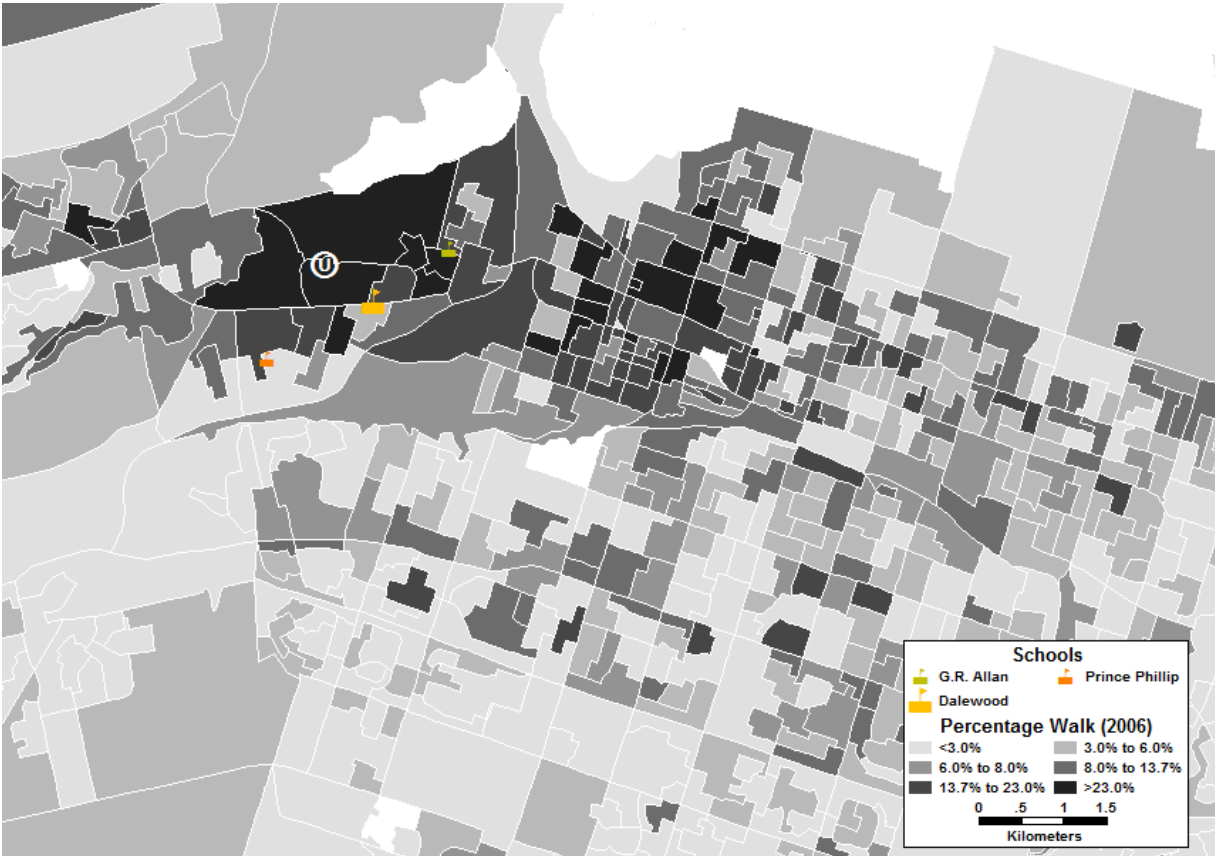 U
Schools
G.R. Allan Prince Phillip
Dalewood
Percentage Walk (2006)
<3.0% 3.0% to 6.0%
6.0% to 8.0% 8.0% to 13.7%
13.7% to 23.0% >23.0%
0 .5 1 1.5
Kilometers